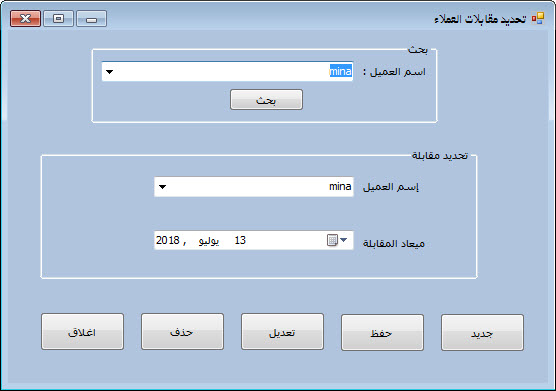 تحديد مقابلات العملاء
بحث
اسم العميل :
mina
بحث
تحديد مقابلة
إسم العميل
mina
ميعاد المقابلة
13 يوليو , 2018
جديد
حفظ
تعديل
حذف
اغلاق